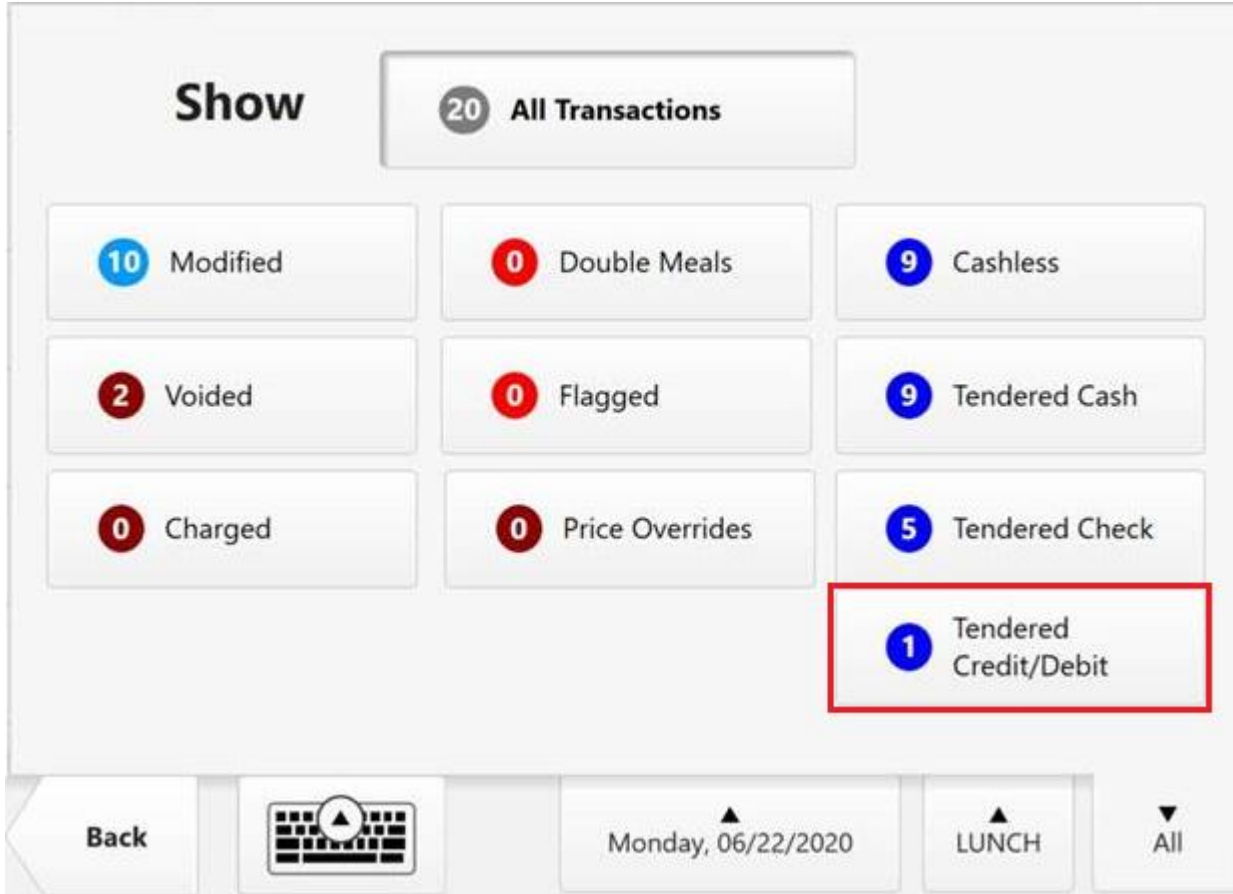 Show
20 All Transactions
10 Modified
0 Double Meals
9 Cashless
2 Voided
0 Flagged
9 Tendered Cash
0 Charged
0 Price Overrides
5 Tendered Check
1 Tendered
Credit/Debit
Back
Monday, 06/22/2020
LUNCH
All